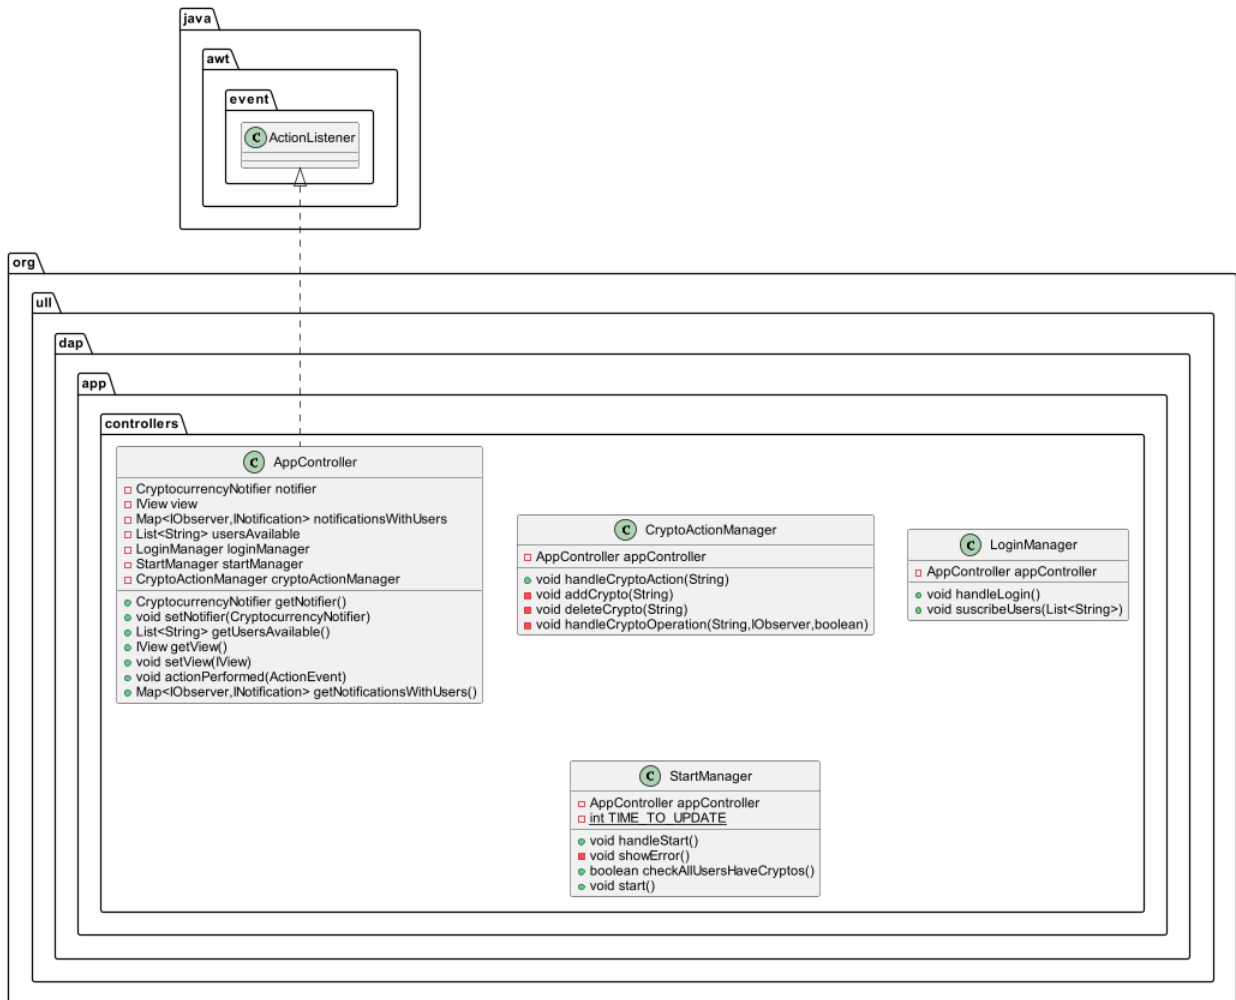 java
awt
event
C ActionListener
org
ull
dap
app
controllers
C AppController
CryptocurrencyNotifier notifier
IView view
Map<IObserver,INotification> notificationsWithUsers
List<String> usersAvailable
LoginManager loginManager
StartManager startManager
CryptoActionManager cryptoActionManager
CryptocurrencyNotifier getNotifier()
void setNotifier(CryptocurrencyNotifier)
List<String> getUsersAvailable()
IView getView()
void setView(IView)
void actionPerformed(ActionEvent)
Map<IObserver,INotification> getNotificationsWithUsers()
C CryptoActionManager
AppController appController
void handleCryptoAction(String)
void addCrypto(String)
void deleteCrypto(String)
void handleCryptoOperation(String,IObserver,boolean)
C LoginManager
AppController appController
void handleLogin()
void suscribeUsers(List<String>)
C StartManager
AppController appController
int TIME_TO_UPDATE
void handleStart()
void showError()
boolean checkAllUsersHaveCryptos()
void start()